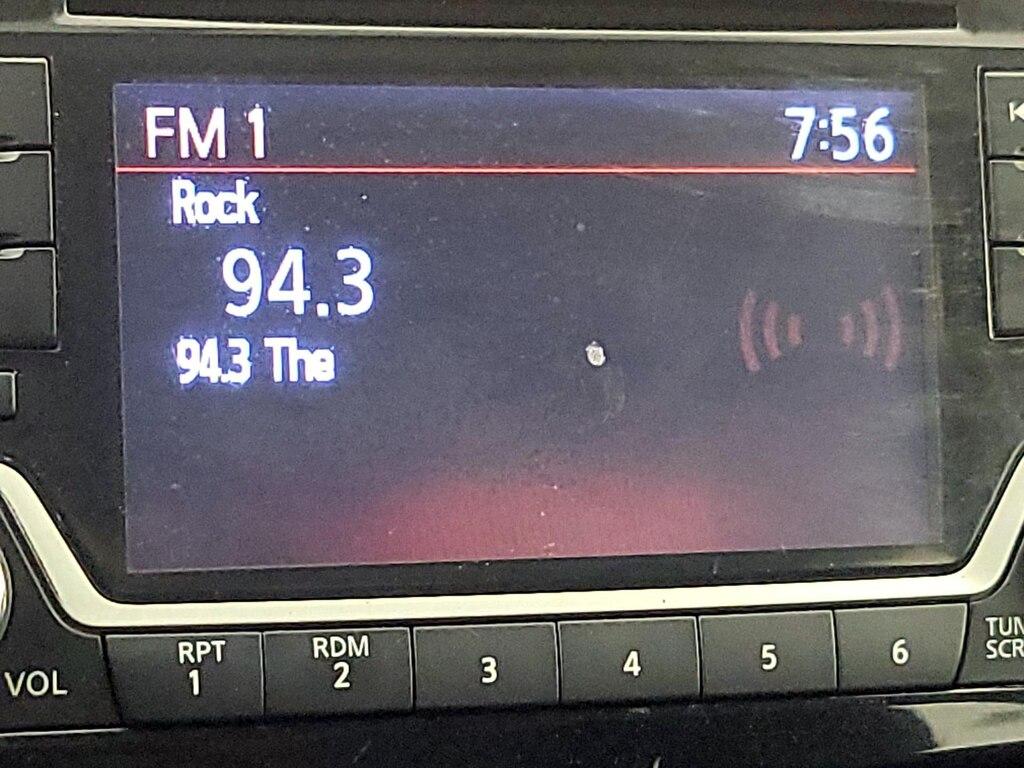 FM 1 7:56
Rock
94.3
94.3 The
VOL
RPT
1
RDM
2
3
4
5
6